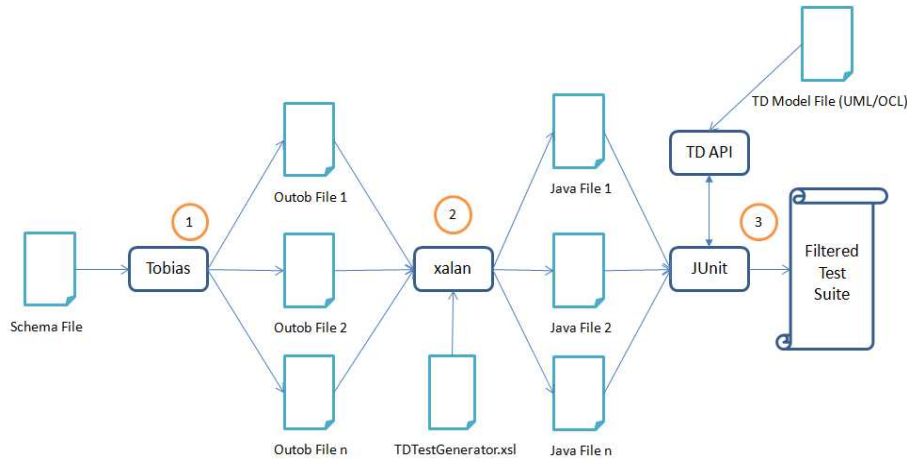 TD Model File (UML/OCL)
TD API
Outob File 1
Java File 1
1
2
3
Schema File
Tobias
Outob File 2
xalan
Java File 2
JUnit
Filtered
Test
Suite
Outob File n
TDTestGenerator.xsl
Java File n